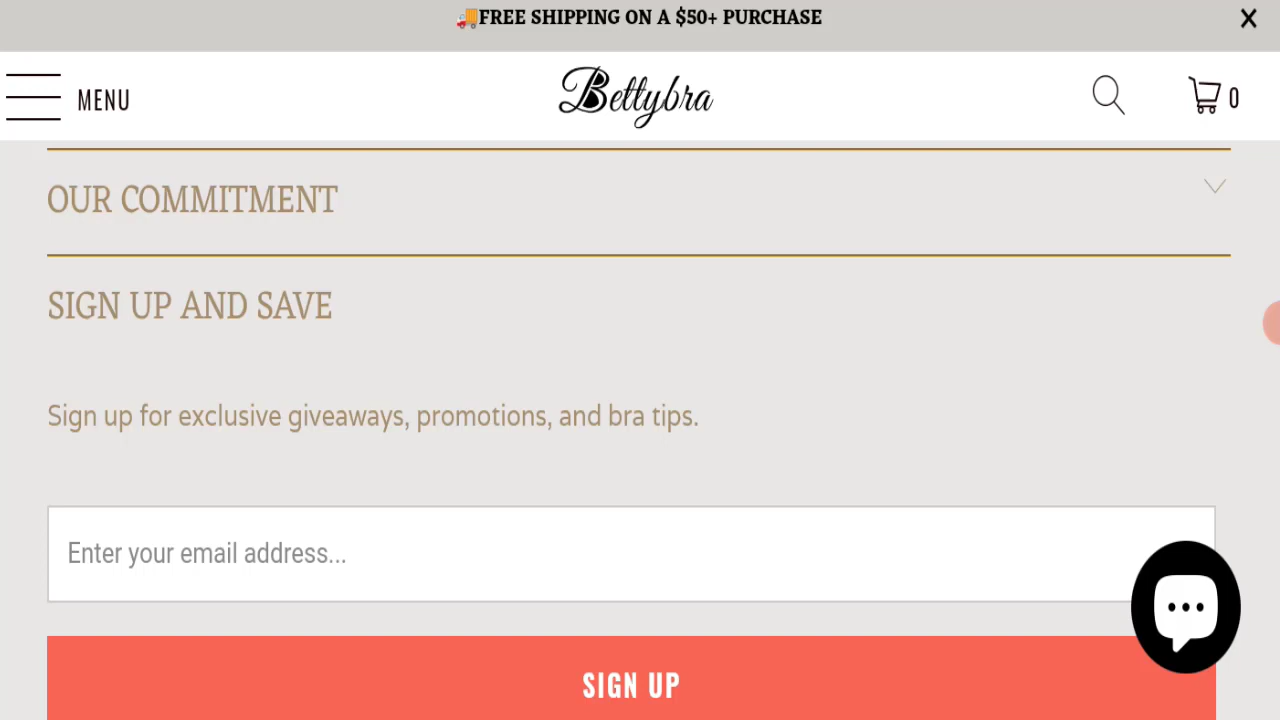 🚚FREE SHIPPING ON A $50+ PURCHASE
X
MENU
Bettybra
0
OUR COMMITMENT
SIGN UP AND SAVE
Sign up for exclusive giveaways, promotions, and bra tips.
Enter your email address...
SIGN UP